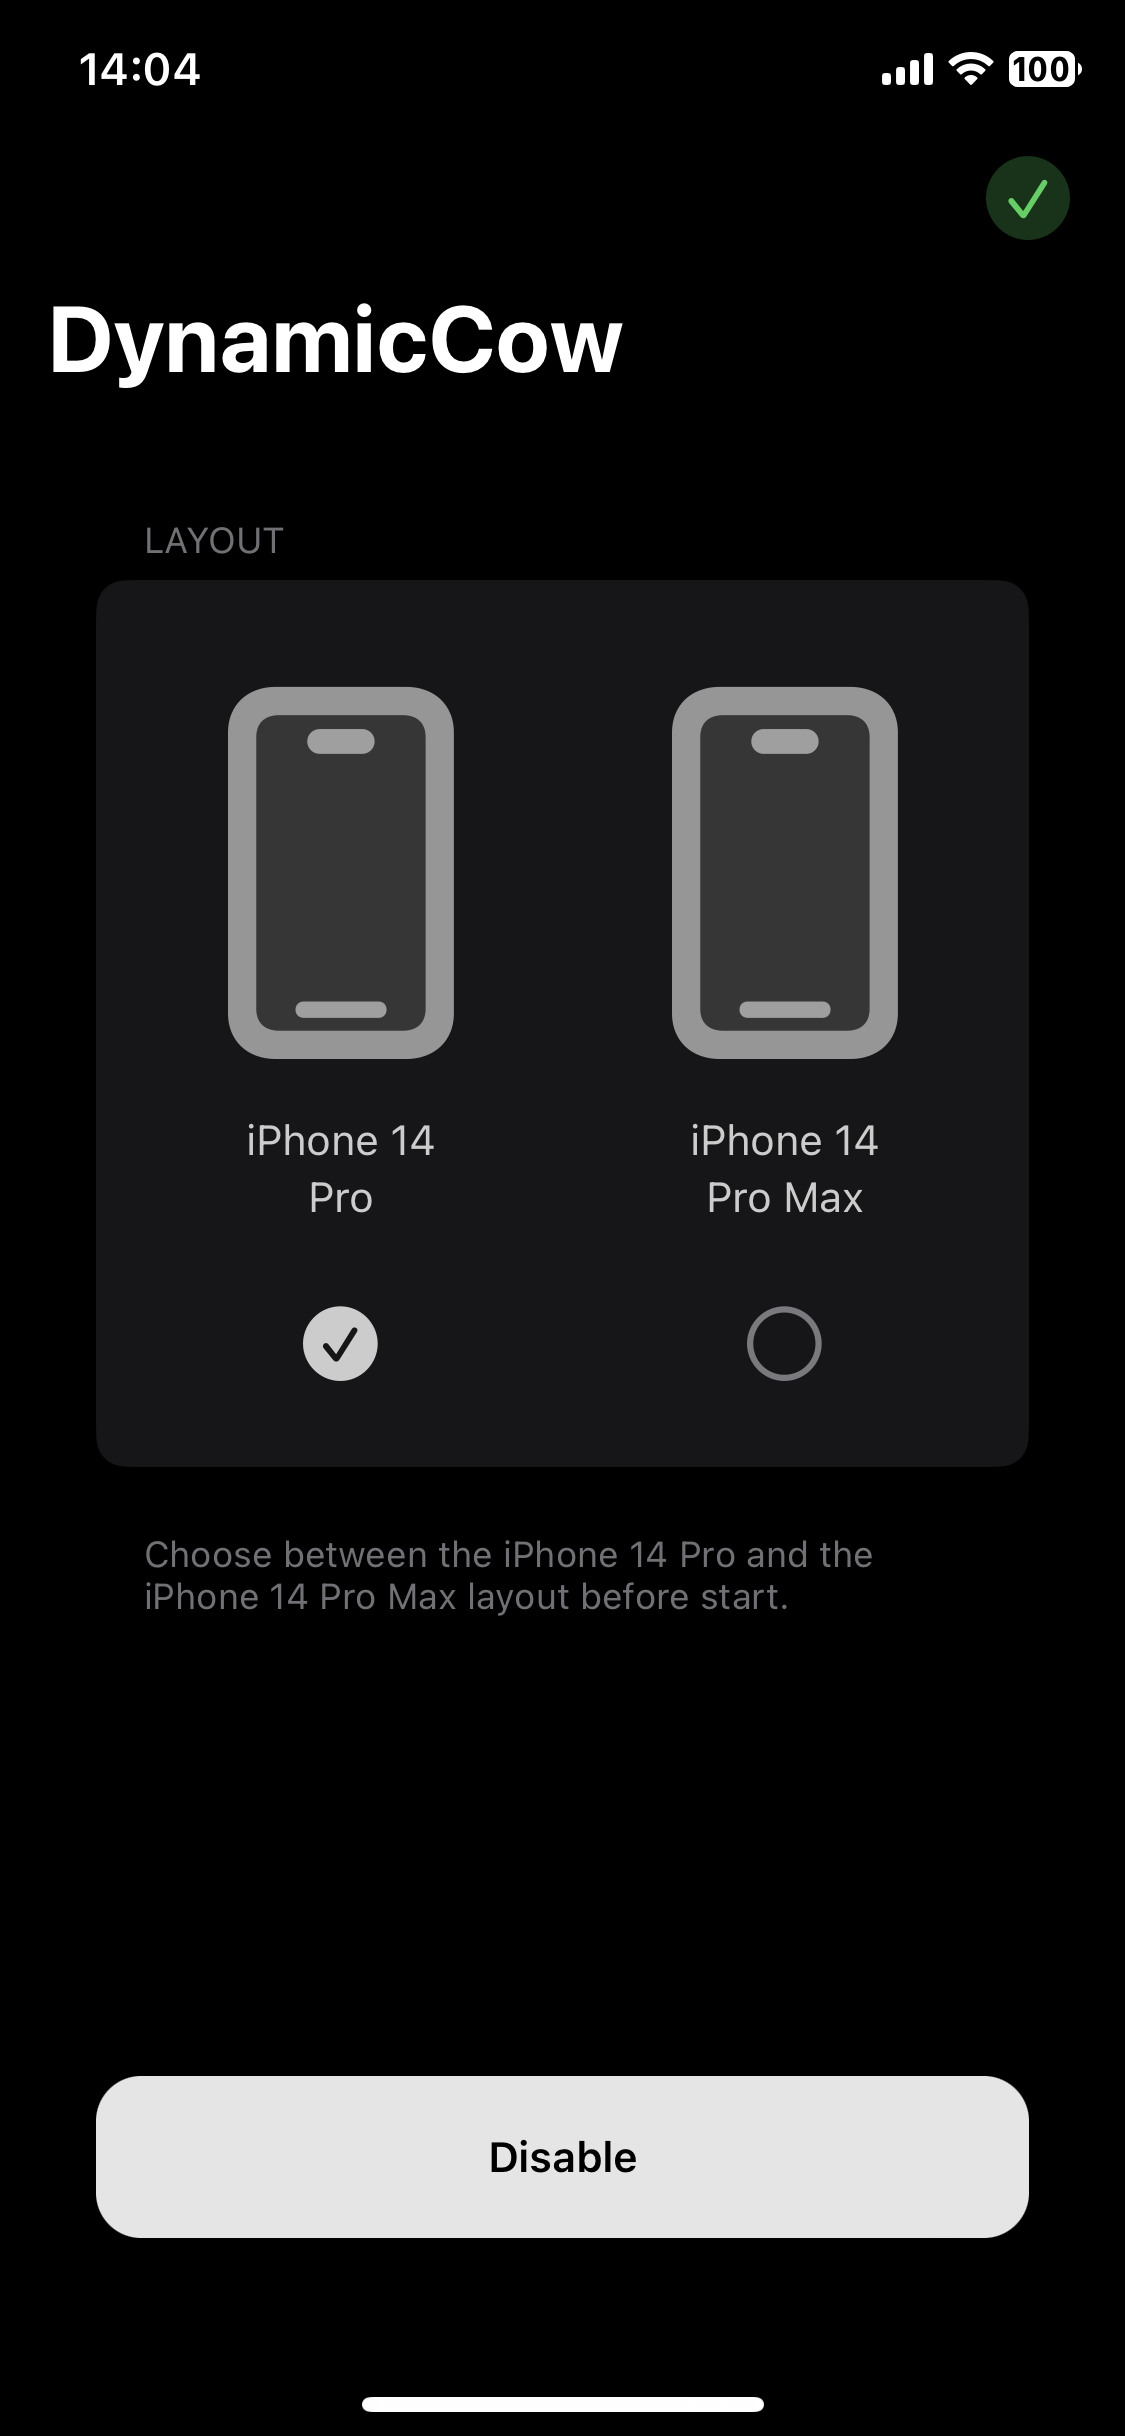 14:04
100
DynamicCow
LAYOUT
iPhone 14
Pro
iPhone 14
Pro Max
Choose between the iPhone 14 Pro and the
iPhone 14 Pro Max layout before start.
Disable